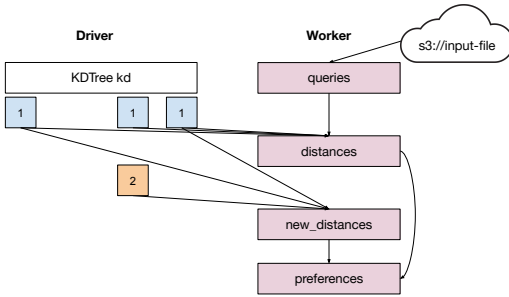 Driver
Worker
s3://input-file
KDTree kd
queries
1
1
1
distances
2
new_distances
preferences